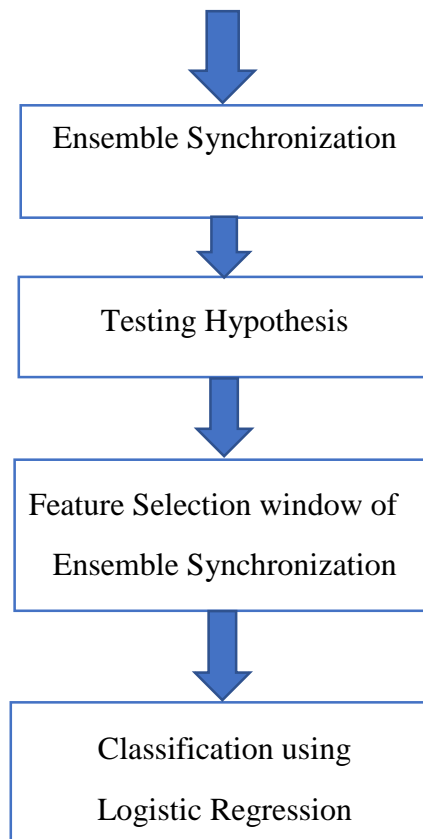 Ensemble Synchronization
Testing Hypothesis
Feature Selection window of
Ensemble Synchronization
Classification using
Logistic Regression